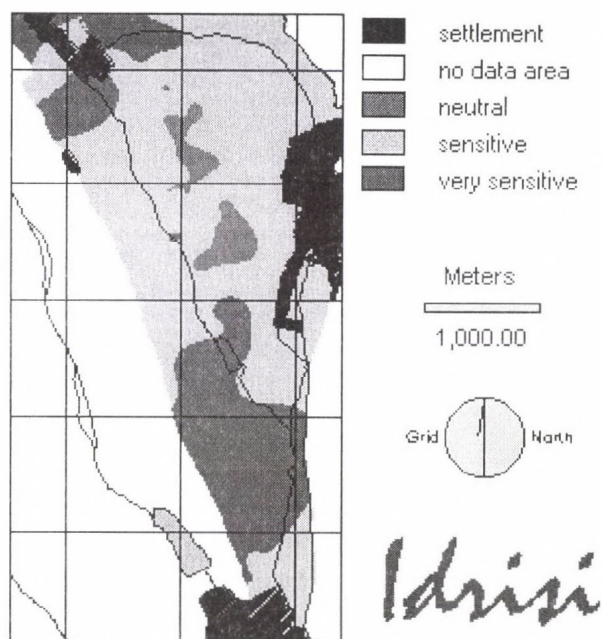 settlement
no data area
neutral
sensitive
very sensitive
Meters
1,000.00
Grid North
Idrisi